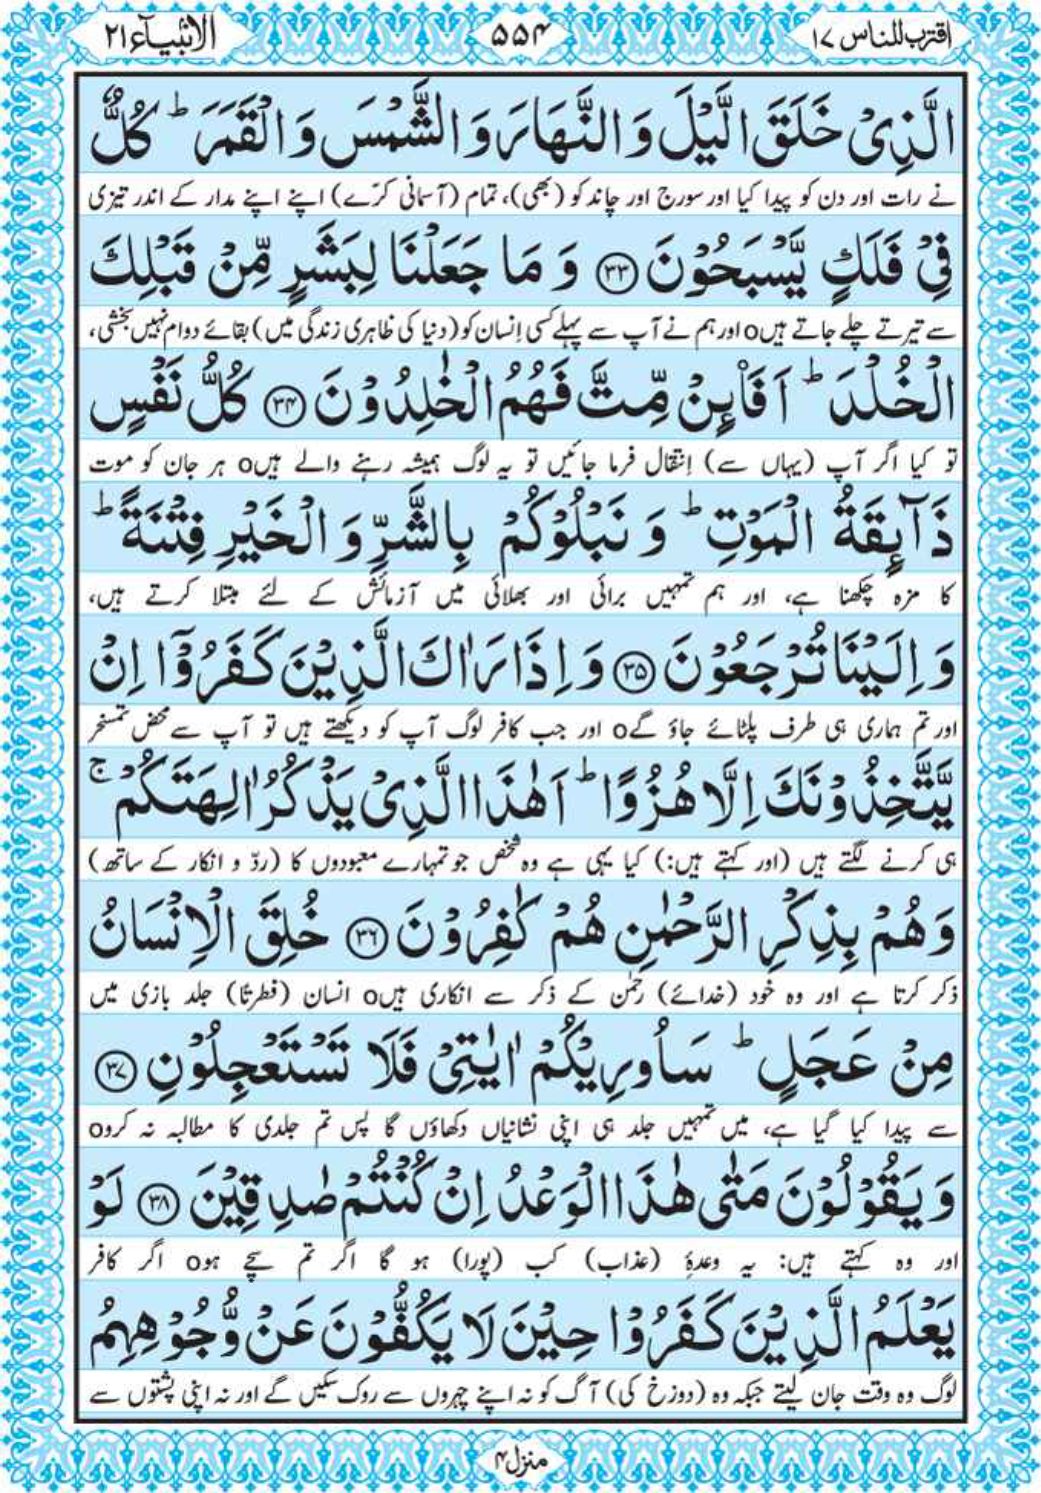 اقترب للناس ۱۷
۵۵۴
الانبیآء ۲۱
الَّذِیْ خَلَقَ الَّیْلَ وَ النَّهَارَ وَ الشَّمْسَ وَ الْقَمَرَ ؕ كُلٌّ
نے رات اور دن کو پیدا کیا اور سورج اور چاند کو (بھی)، تمام (آسمانی کرّے) اپنے اپنے مدار کے اندر تیزی
فِیْ فَلَكٍ یَّسْبَحُوْنَ ﴿۳۳﴾ وَ مَا جَعَلْنَا لِبَشَرٍ مِّنْ قَبْلِكَ
سے تیرتے چلے جاتے ہیںo اور ہم نے آپ سے پہلے کسی اِنسان کو (دنیا کی ظاہری زندگی میں) بقائے دوام نہیں بخشی،
الْخُلْدَ ؕ اَفَا۠ىِٕنْ مِّتَّ فَهُمُ الْخٰلِدُوْنَ ﴿۳۴﴾ كُلُّ نَفْسٍ
تو کیا اگر آپ (یہاں سے) اِنتقال فرما جائیں تو یہ لوگ ہمیشہ رہنے والے ہیںo ہر جان کو موت
ذَآىِٕقَةُ الْمَوْتِ ؕ وَ نَبْلُوْكُمْ بِالشَّرِّ وَ الْخَیْرِ فِتْنَةً ؕ
کا مزہ چکھنا ہے، اور ہم تمہیں برائی اور بھلائی میں آزمائش کے لئے مبتلا کرتے ہیں،
وَ اِلَیْنَا تُرْجَعُوْنَ ﴿۳۵﴾ وَ اِذَا رَاٰكَ الَّذِیْنَ كَفَرُوْۤا اِنْ
اور تم ہماری ہی طرف پلٹائے جاؤ گےo اور جب کافر لوگ آپ کو دیکھتے ہیں تو آپ سے محض تمسخر
یَّتَّخِذُوْنَكَ اِلَّا هُزُوًا ؕ اَهٰذَا الَّذِیْ یَذْكُرُ اٰلِهَتَكُمْ ۚ
ہی کرنے لگتے ہیں (اور کہتے ہیں:) کیا یہی ہے وہ شخص جو تمہارے معبودوں کا (ردّ و انکار کے ساتھ)
وَ هُمْ بِذِكْرِ الرَّحْمٰنِ هُمْ كٰفِرُوْنَ ﴿۳۶﴾ خُلِقَ الْاِنْسَانُ
ذکر کرتا ہے اور وہ خود (خدائے) رحمٰن کے ذکر سے انکاری ہیںo انسان (فطرتًا) جلد بازی میں
مِنْ عَجَلٍ ؕ سَاُورِیْكُمْ اٰیٰتِیْ فَلَا تَسْتَعْجِلُوْنِ ﴿۳۷﴾
سے پیدا کیا گیا ہے، میں تمہیں جلد ہی اپنی نشانیاں دکھاؤں گا پس تم جلدی کا مطالبہ نہ کروo
وَ یَقُوْلُوْنَ مَتٰی هٰذَا الْوَعْدُ اِنْ كُنْتُمْ صٰدِقِیْنَ ﴿۳۸﴾ لَوْ
اور وہ کہتے ہیں: یہ وعدۂ (عذاب) کب (پورا) ہو گا اگر تم سچے ہوo اگر کافر
یَعْلَمُ الَّذِیْنَ كَفَرُوْا حِیْنَ لَا یَكُفُّوْنَ عَنْ وُّجُوْهِهِمُ
لوگ وہ وقت جان لیتے جبکہ وہ (دوزخ کی) آگ کو نہ اپنے چہروں سے روک سکیں گے اور نہ اپنی پشتوں سے
منزل ۴